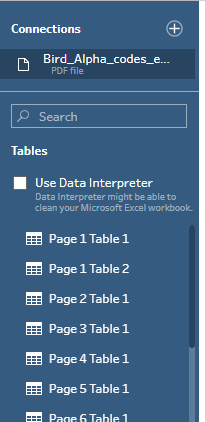 Connections
Bird_Alpha_codes_e...
PDF file
Search
Tables
Use Data Interpreter
Data Interpreter might be able to
clean your Microsoft Excel workbook.
Page 1 Table 1
Page 1 Table 2
Page 2 Table 1
Page 3 Table 1
Page 4 Table 1
Page 5 Table 1
Page 6 Table 1